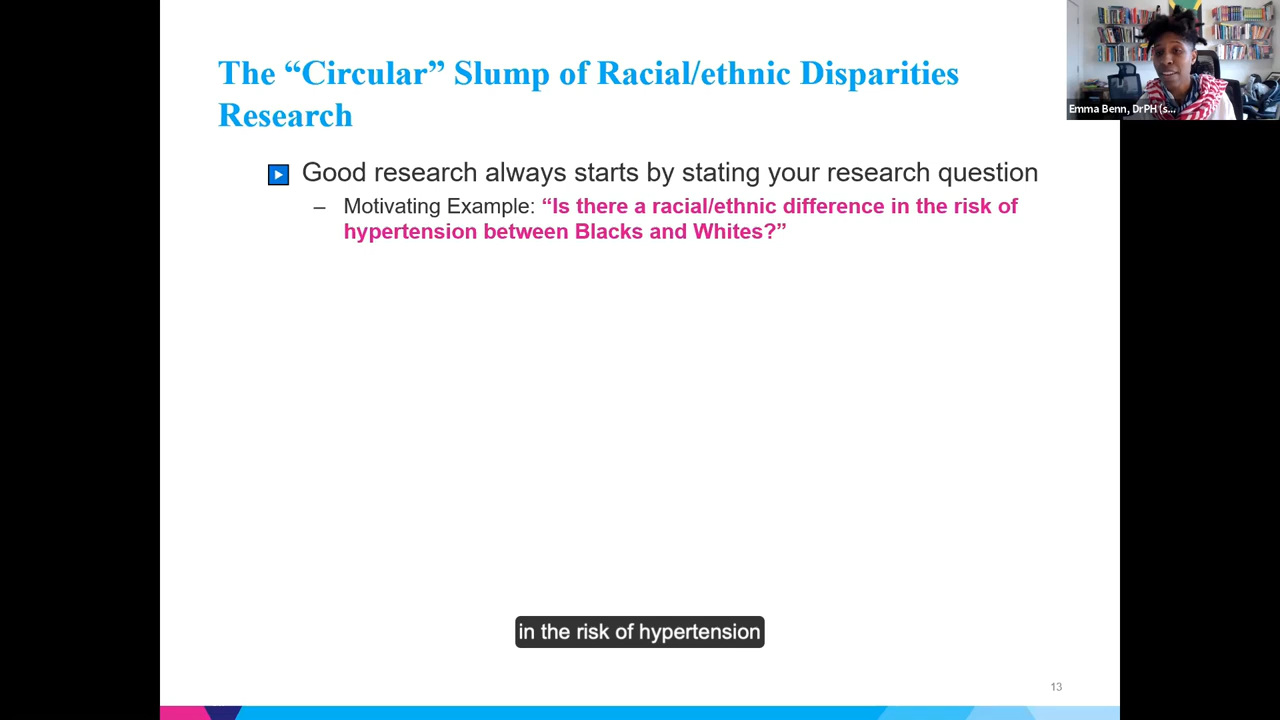 The “Circular” Slump of Racial/ethnic Disparities
Research
Good research always starts by stating your research question
– Motivating Example: “Is there a racial/ethnic difference in the risk of
hypertension between Blacks and Whites?”
Emma Benn, DrPH (s...
in the risk of hypertension
13